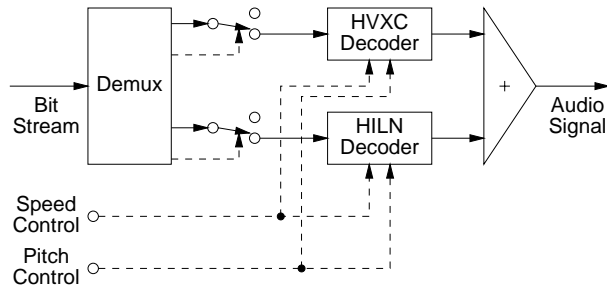 HVXC
Decoder
Demux
+
Bit
Stream
Audio
Signal
HILN
Decoder
Speed
Control
Pitch
Control